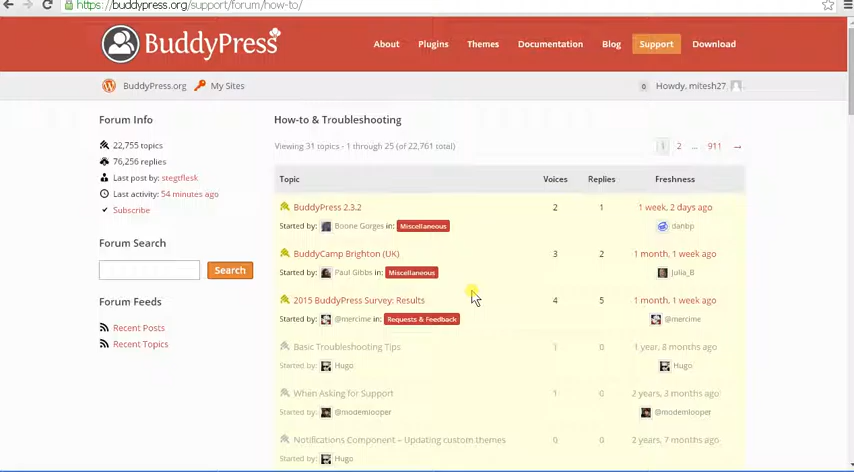 https://buddypress.org/support/forum/how-to/
BuddyPress
About Plugins Themes Documentation Blog Support Download
BuddyPress.org My Sites 0 Howdy, mitesh27
Forum Info
22,755 topics
76,256 replies
Last post by: stegtflesk
Last activity: 54 minutes ago
Subscribe
Forum Search
Search
Forum Feeds
Recent Posts
Recent Topics
How-to & Troubleshooting
Viewing 31 topics - 1 through 25 (of 22,761 total) 1 2 ... 911 →
Topic Voices Replies Freshness
BuddyPress 2.3.2 2 1 1 week, 2 days ago
Started by: Boone Gorges in: Miscellaneous danbp
BuddyCamp Brighton (UK) 3 2 1 month, 1 week ago
Started by: Paul Gibbs in: Miscellaneous Julia_B
2015 BuddyPress Survey: Results 4 5 1 month, 1 week ago
Started by: @mercime in: Requests & Feedback @mercime
Basic Troubleshooting Tips 1 0 1 year, 8 months ago
Started by: Hugo Hugo
When Asking for Support 1 0 2 years, 3 months ago
Started by: @modemlooper @modemlooper
Notifications Component – Updating custom themes 0 0 2 years, 7 months ago
Started by: Hugo Hugo